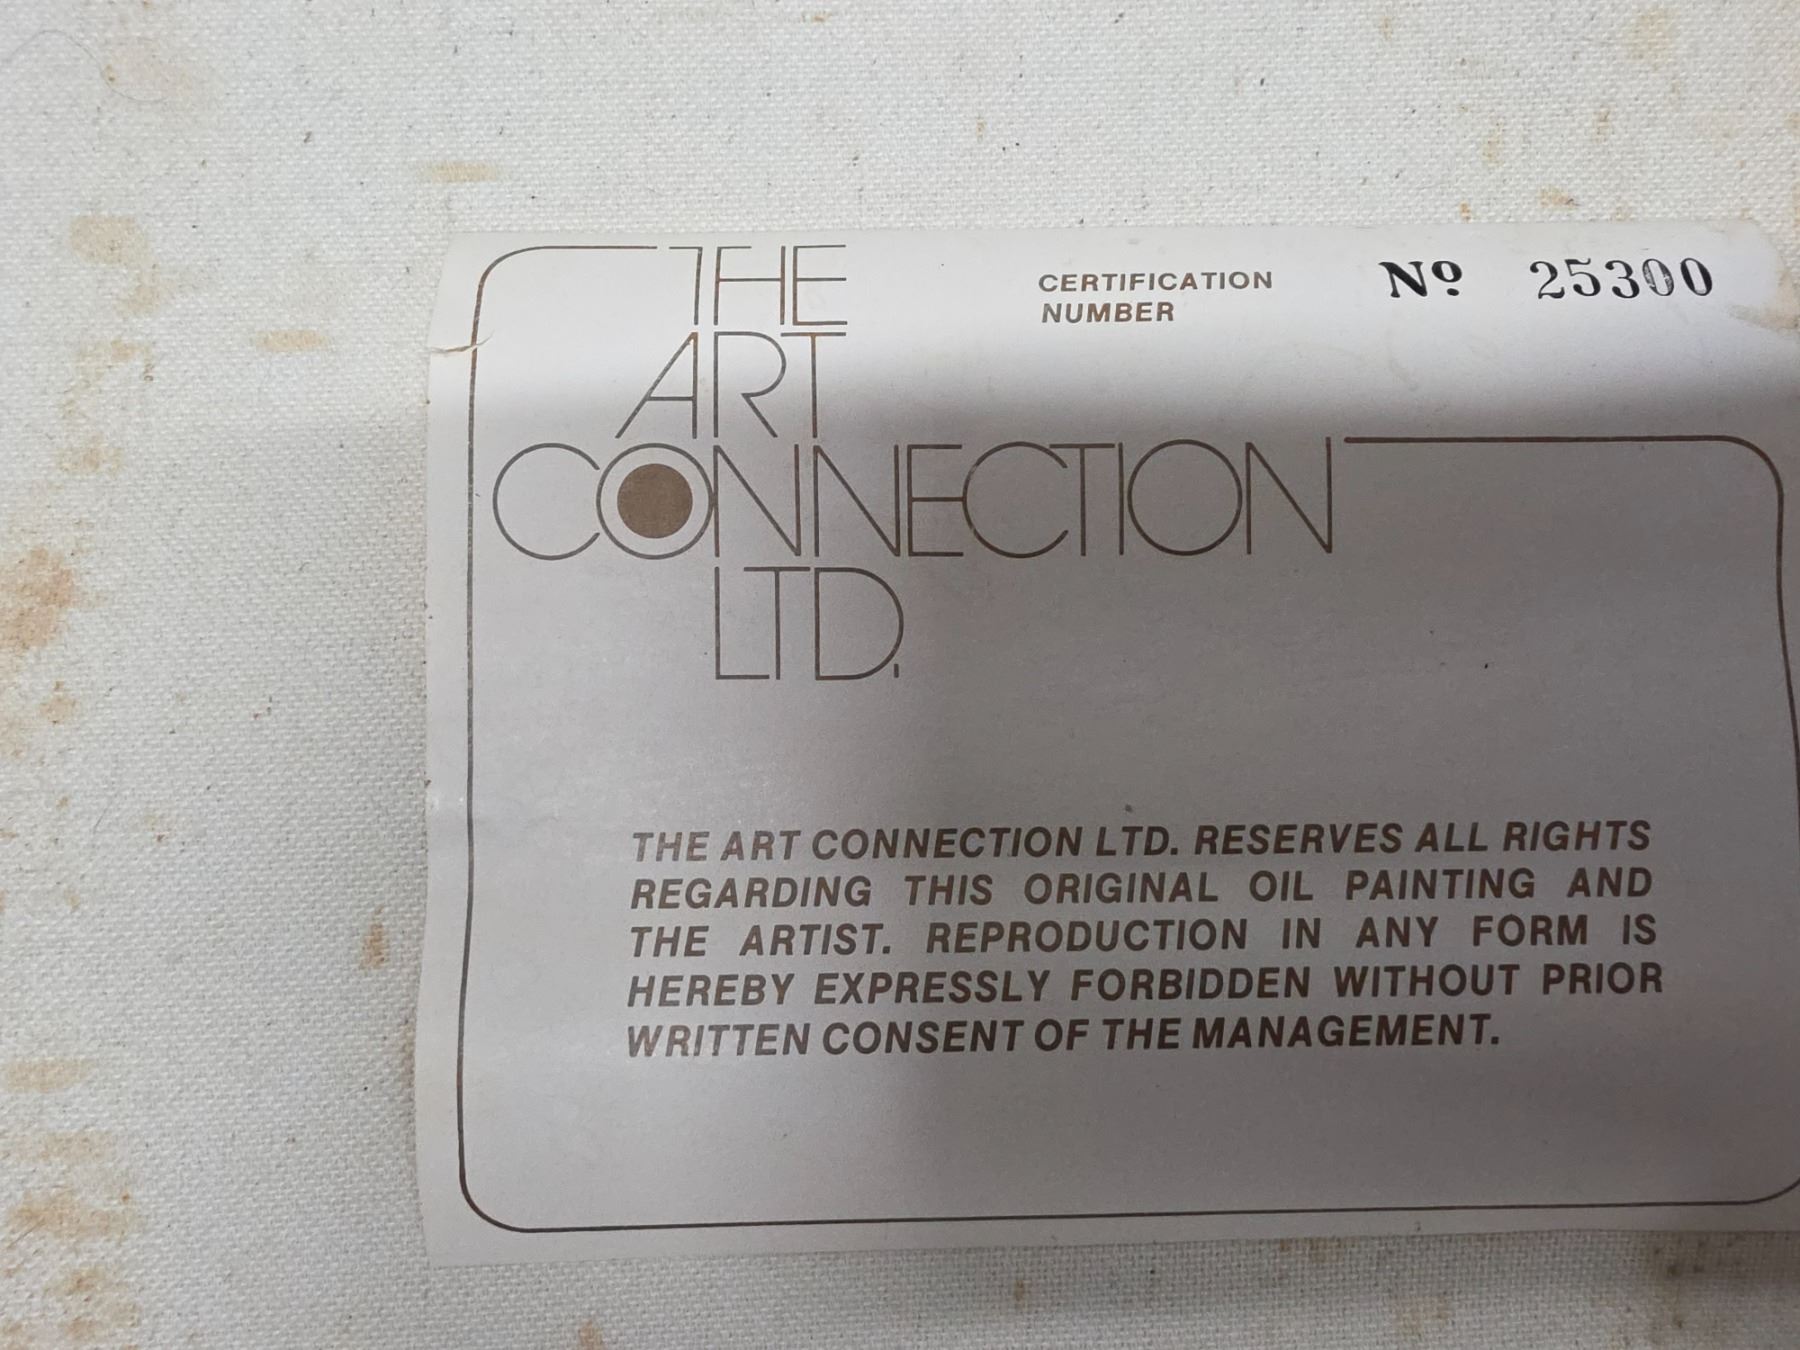 THE
ART
CONNECTION
LTD.
CERTIFICATION
NUMBER
Nº 25300
THE ART CONNECTION LTD. RESERVES ALL RIGHTS
REGARDING THIS ORIGINAL OIL PAINTING AND
THE ARTIST. REPRODUCTION IN ANY FORM IS
HEREBY EXPRESSLY FORBIDDEN WITHOUT PRIOR
WRITTEN CONSENT OF THE MANAGEMENT.